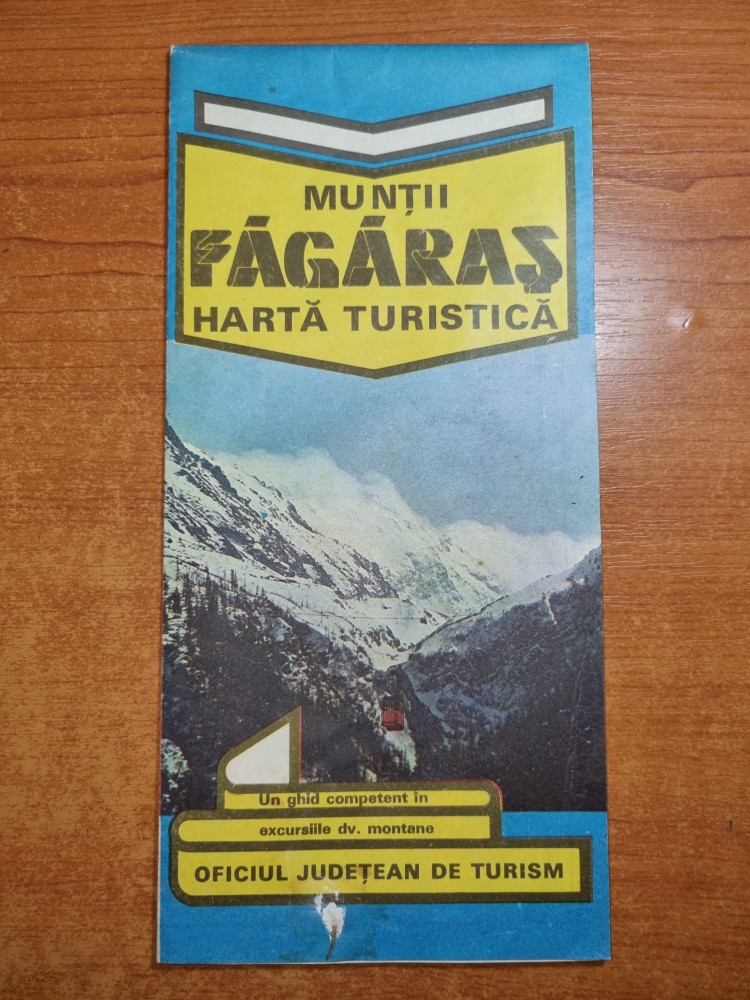 MUNȚII
FĂGĂRAȘ
HARTĂ TURISTICĂ
Un ghid competent în
excursiile dv. montane
OFICIUL JUDEȚEAN DE TURISM